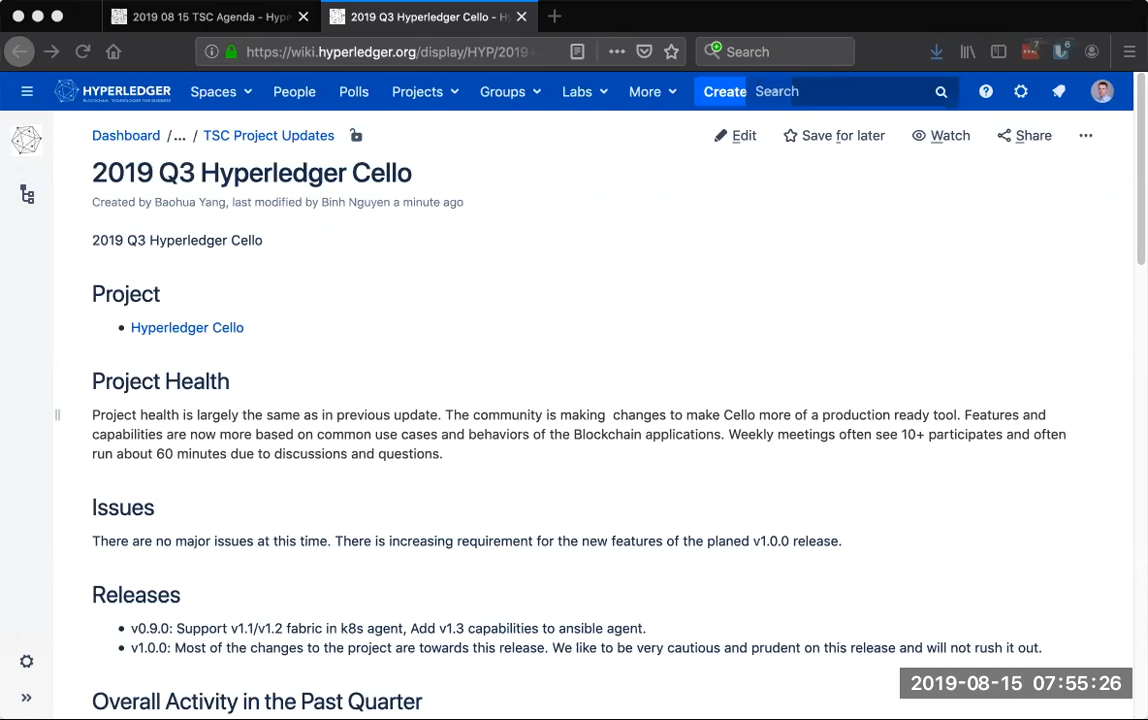 2019 08 15 TSC Agenda - Hype
2019 Q3 Hyperledger Cello - H
https://wiki.hyperledger.org/display/HYP/2019-
Search
7
6
HYPERLEDGER
BLOCKCHAIN TECHNOLOGIES FOR BUSINESS
Spaces
People
Polls
Projects
Groups
Labs
More
Create
Search
Dashboard /... / TSC Project Updates
Edit
Save for later
Watch
Share
2019 Q3 Hyperledger Cello
Created by Baohua Yang, last modified by Binh Nguyen a minute ago
2019 Q3 Hyperledger Cello
Project
• Hyperledger Cello
Project Health
Project health is largely the same as in previous update. The community is making changes to make Cello more of a production ready tool. Features and
capabilities are now more based on common use cases and behaviors of the Blockchain applications. Weekly meetings often see 10+ participates and often
run about 60 minutes due to discussions and questions.
Issues
There are no major issues at this time. There is increasing requirement for the new features of the planed v1.0.0 release.
Releases
• v0.9.0: Support v1.1/v1.2 fabric in k8s agent, Add v1.3 capabilities to ansible agent.
• v1.0.0: Most of the changes to the project are towards this release. We like to be very cautious and prudent on this release and will not rush it out.
Overall Activity in the Past Quarter
2019-08-15 07:55:26